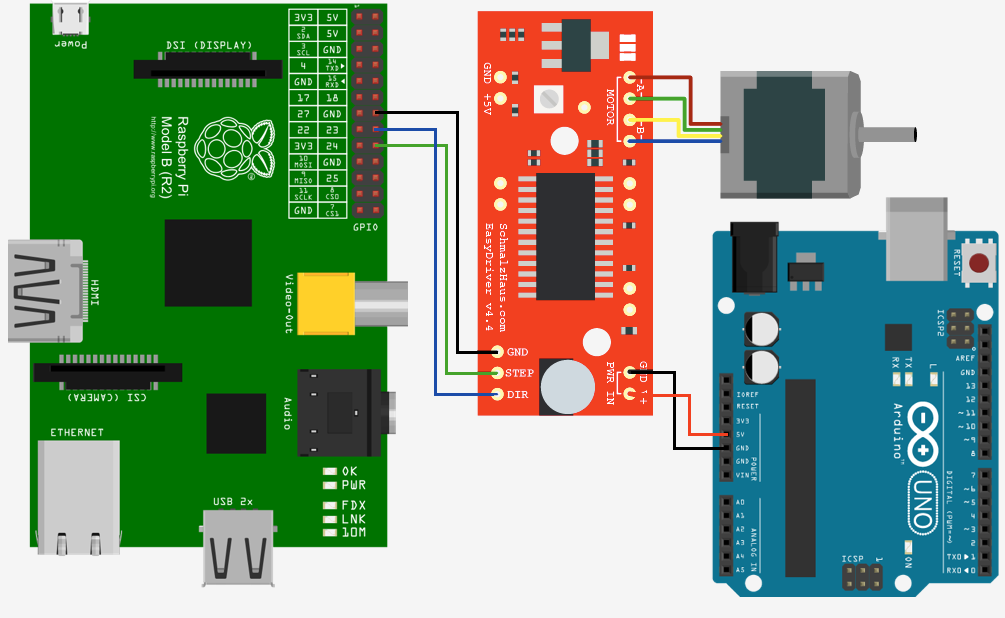 Power
DSI (DISPLAY)
3V3 5V
2 SDA 5V
3 SCL GND
4 14 TXD
GND 15 RXD
17 18
27 GND
22 23
3V3 24
10 MOSI GND
9 MISO 25
11 SCLK 8 CS0
GND 7 CS1
GPIO
Raspberry Pi
Model B (R2)
http://www.raspberrypi.org
HDMI
Video-Out
CSI (CAMERA)
Audio
ETHERNET
USB 2x
OK
PWR
FDX
LNK
10M
GND +5V
MOTOR
-A-
-B-
SchmalzHaus.com
EasyDriver v4.4
GND
STEP
DIR
PWR IN
GND V+
RESET
ICSP2
AREF
GND
13
12
~11
~10
~9
8
7
~6
~5
4
~3
2
TXD 1
RXD 0
DIGITAL (PWM=~)
RX
TX
L
Arduino™
UNO
ON
IOREF
RESET
3V3
5V
GND
GND
VIN
POWER
A0
A1
A2
A3
A4
A5
ANALOG IN
ICSP
1